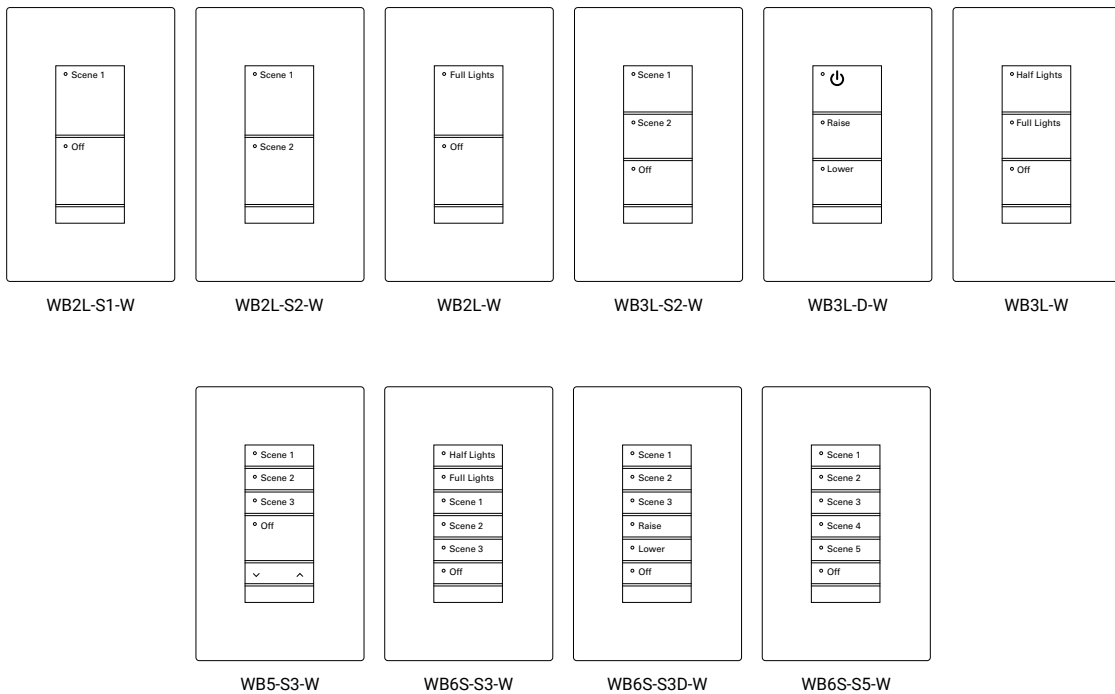 Scene 1
Off
WB2L-S1-W
Scene 1
Scene 2
WB2L-S2-W
Full Lights
Off
WB2L-W
Scene 1
Scene 2
Off
WB3L-S2-W
Raise
Lower
WB3L-D-W
Half Lights
Full Lights
Off
WB3L-W
Scene 1
Scene 2
Scene 3
Off
WB5-S3-W
Half Lights
Full Lights
Scene 1
Scene 2
Scene 3
Off
WB6S-S3-W
Scene 1
Scene 2
Scene 3
Raise
Lower
Off
WB6S-S3D-W
Scene 1
Scene 2
Scene 3
Scene 4
Scene 5
Off
WB6S-S5-W